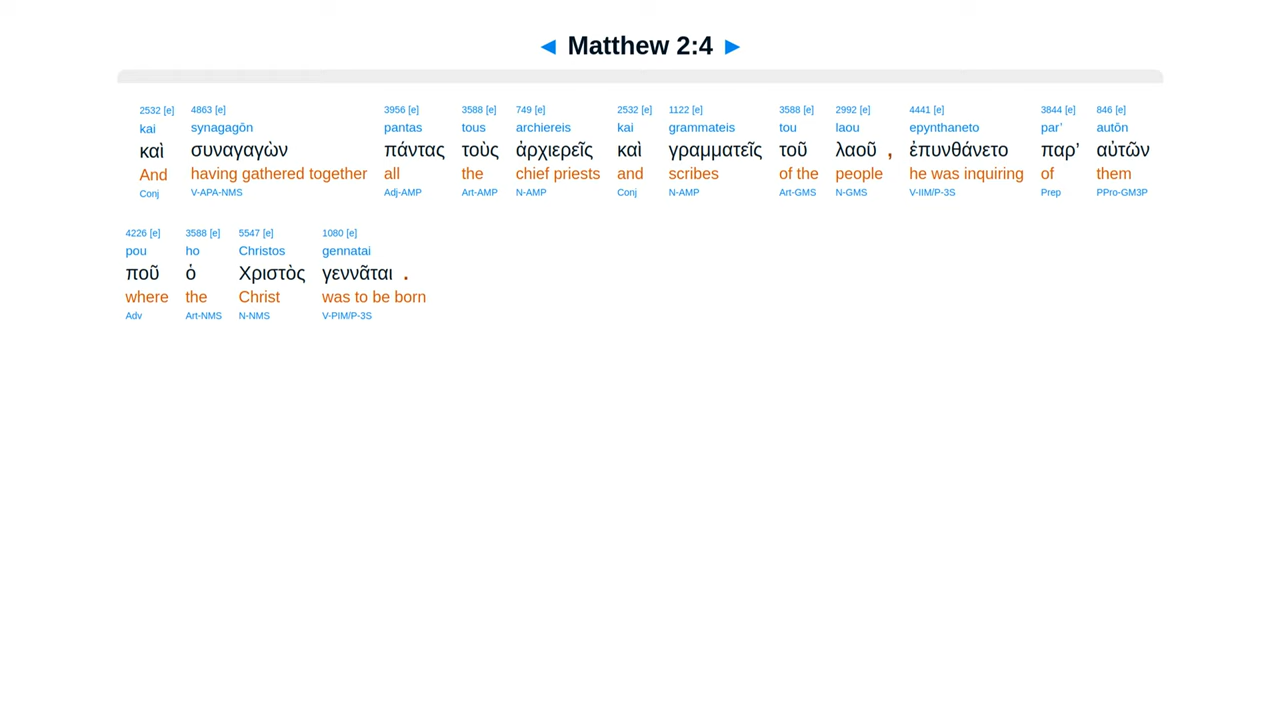 ◄ Matthew 2:4 ►
2532 [e] 4863 [e] 3956 [e] 3588 [e] 749 [e] 2532 [e] 1122 [e] 3588 [e] 2992 [e] 4441 [e] 3844 [e] 846 [e]
kai synagagōn pantas tous archiereis kai grammateis tou laou epynthaneto par’ autōn
καὶ συναγαγὼν πάντας τοὺς ἀρχιερεῖς καὶ γραμματεῖς τοῦ λαοῦ , ἐπυνθάνετο παρ’ αὐτῶν
And having gathered together all the chief priests and scribes of the people he was inquiring of them
Conj V-APA-NMS Adj-AMP Art-AMP N-AMP Conj N-AMP Art-GMS N-GMS V-IIM/P-3S Prep PPro-GM3P
4226 [e] 3588 [e] 5547 [e] 1080 [e]
pou ho Christos gennatai
ποῦ ὁ Χριστὸς γεννᾶται .
where the Christ was to be born
Adv Art-NMS N-NMS V-PIM/P-3S